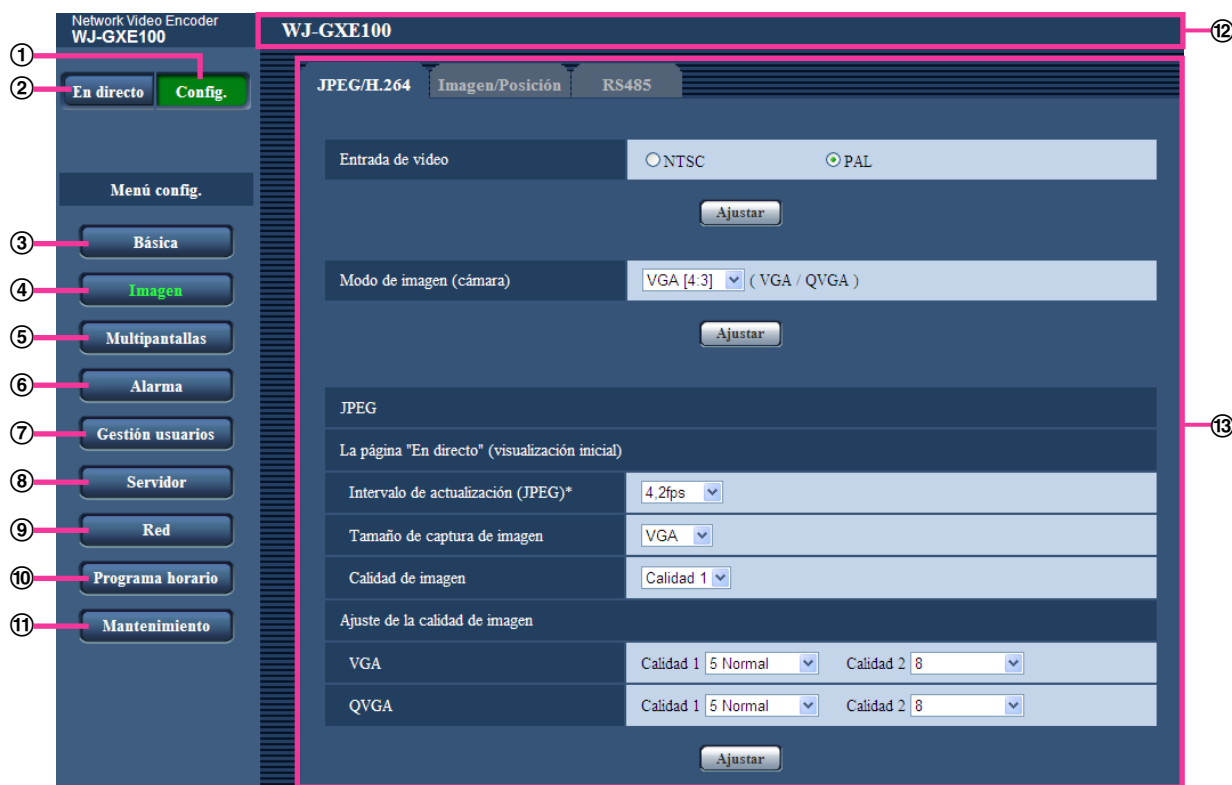 Network Video Encoder
WJ-GXE100
WJ-GXE100
⑫
①
②
En directo Config.
JPEG/H.264 Imagen/Posición RS485
Entrada de video NTSC PAL
Ajustar
Menú config.
③ Básica
④ Imagen
⑤ Multipantallas
⑥ Alarma
⑦ Gestión usuarios
⑧ Servidor
⑨ Red
⑩ Programa horario
⑪ Mantenimiento
Modo de imagen (cámara) VGA [4:3] ( VGA / QVGA )
Ajustar
JPEG
⑬
La página "En directo" (visualización inicial)
Intervalo de actualización (JPEG)* 4,2fps
Tamaño de captura de imagen VGA
Calidad de imagen Calidad 1
Ajuste de la calidad de imagen
VGA Calidad 1 5 Normal Calidad 2 8
QVGA Calidad 1 5 Normal Calidad 2 8
Ajustar